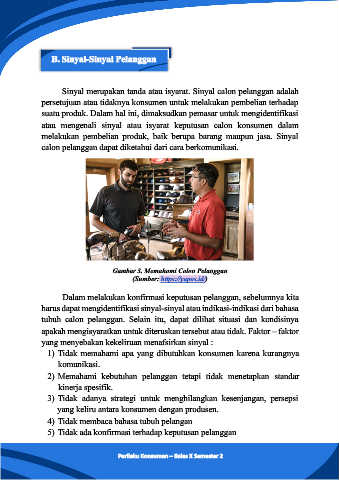 B. Sinyal-Sinyal Pelanggan
Sinyal merupakan tanda atau isyarat. Sinyal calon pelanggan adalah
persetujuan atau tidaknya konsumen untuk melakukan pembelian terhadap
suatu produk. Dalam hal ini, dimaksudkan pemasar untuk mengidentifikasi
atau mengenali sinyal atau isyarat keputusan calon konsumen dalam
melakukan pembelian produk, baik berupa barang maupun jasa. Sinyal
calon pelanggan dapat diketahui dari cara berkomunikasi.
Gambar 5. Memahami Calon Pelanggan
(Sumber: https://yapos.id/)
Dalam melakukan konfirmasi keputusan pelanggan, sebelumnya kita
harus dapat mengidentifikasi sinyal-sinyal atau indikasi-indikasi dari bahasa
tubuh calon pelanggan. Selain itu, dapat dilihat situasi dan kondisinya
apakah mengisyaratkan untuk diteruskan tersebut atau tidak. Faktor – faktor
yang menyebakan kekeliruan menafsirkan sinyal :
1) Tidak memahami apa yang dibutuhkan konsumen karena kurangnya
komunikasi.
2) Memahami kebutuhan pelanggan tetapi tidak menetapkan standar
kinerja spesifik.
3) Tidak adanya strategi untuk menghilangkan kesenjangan, persepsi
yang keliru antara konsumen dengan produsen.
4) Tidak membaca bahasa tubuh pelangan
5) Tidak ada konfirmasi terhadap keputusan pelanggan
Perilaku Konsumen – Kelas X Semester 2